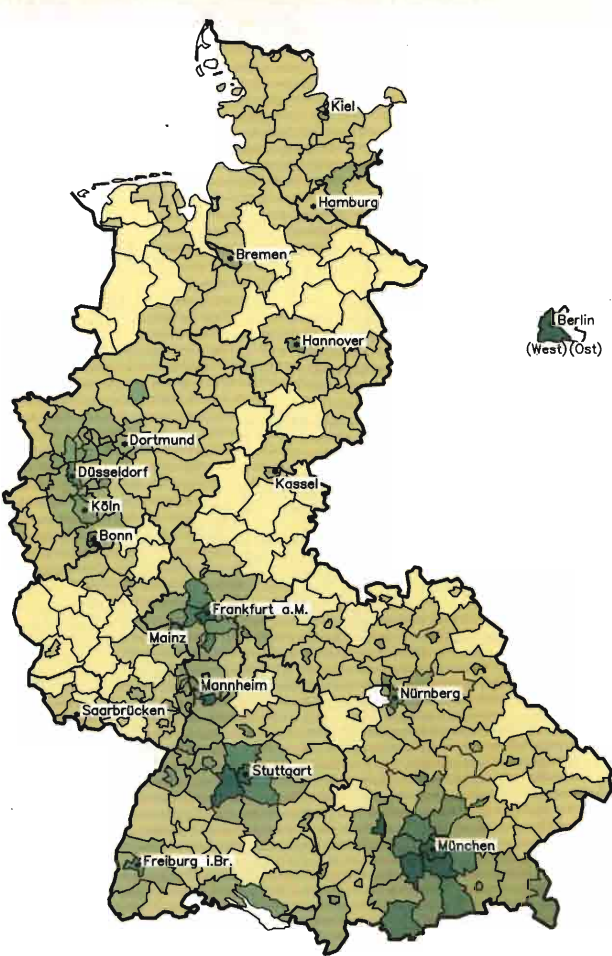 Kiel
Hamburg
Bremen
Berlin
(West)(Ost)
Hannover
Dortmund
Düsseldorf
Kassel
Köln
Bonn
Frankfurt a.M.
Mainz
Mannheim
Nürnberg
Saarbrücken
Stuttgart
München
Freiburg i.Br.